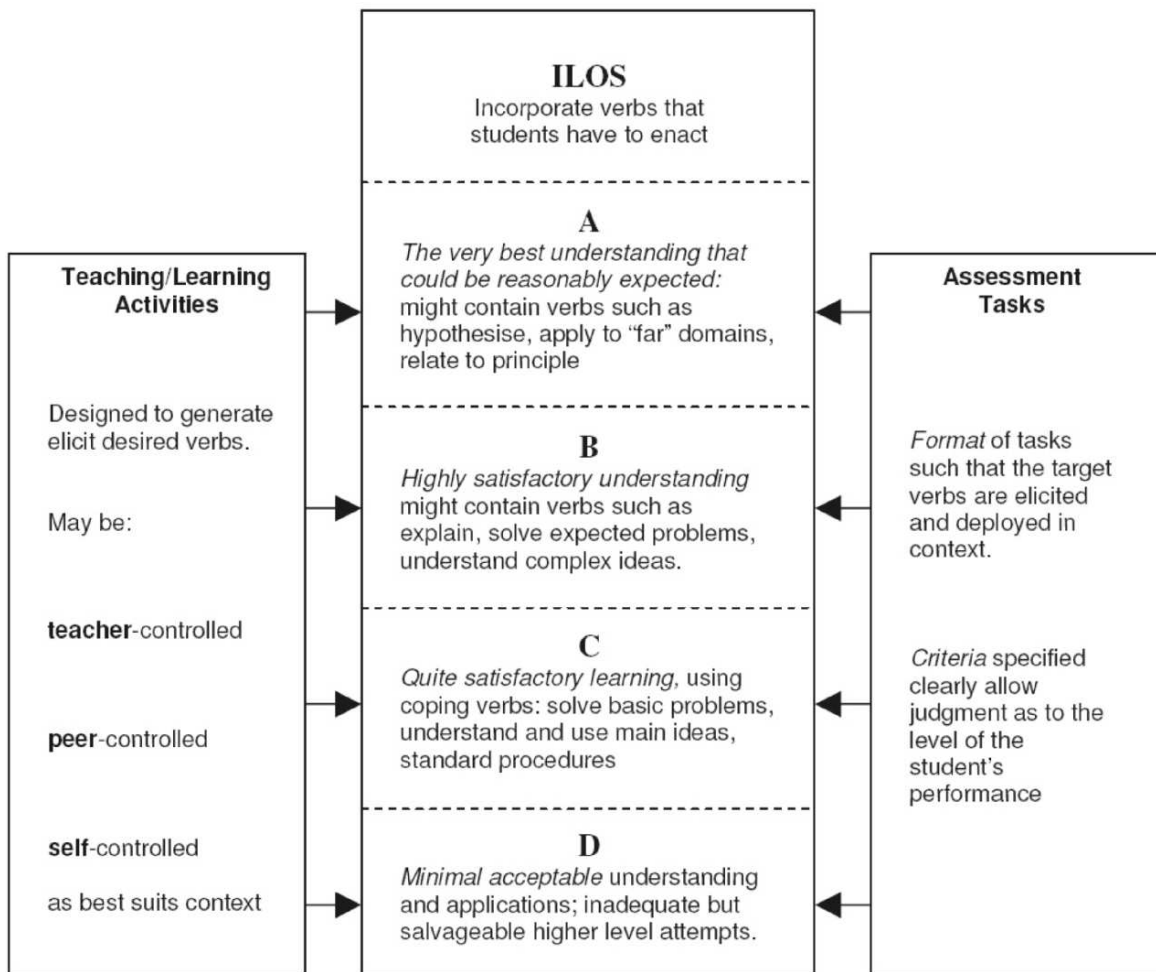 ILOS
Incorporate verbs that
students have to enact
A
The very best understanding that
could be reasonably expected:
might contain verbs such as
hypothesise, apply to “far” domains,
relate to principle
B
Highly satisfactory understanding
might contain verbs such as
explain, solve expected problems,
understand complex ideas.
C
Quite satisfactory learning, using
coping verbs: solve basic problems,
understand and use main ideas,
standard procedures
D
Minimal acceptable understanding
and applications; inadequate but
salvageable higher level attempts.
Teaching/Learning
Activities
Designed to generate
elicit desired verbs.
May be:
teacher-controlled
peer-controlled
self-controlled
as best suits context
Assessment
Tasks
Format of tasks
such that the target
verbs are elicited
and deployed in
context.
Criteria specified
clearly allow
judgment as to the
level of the
student’s
performance